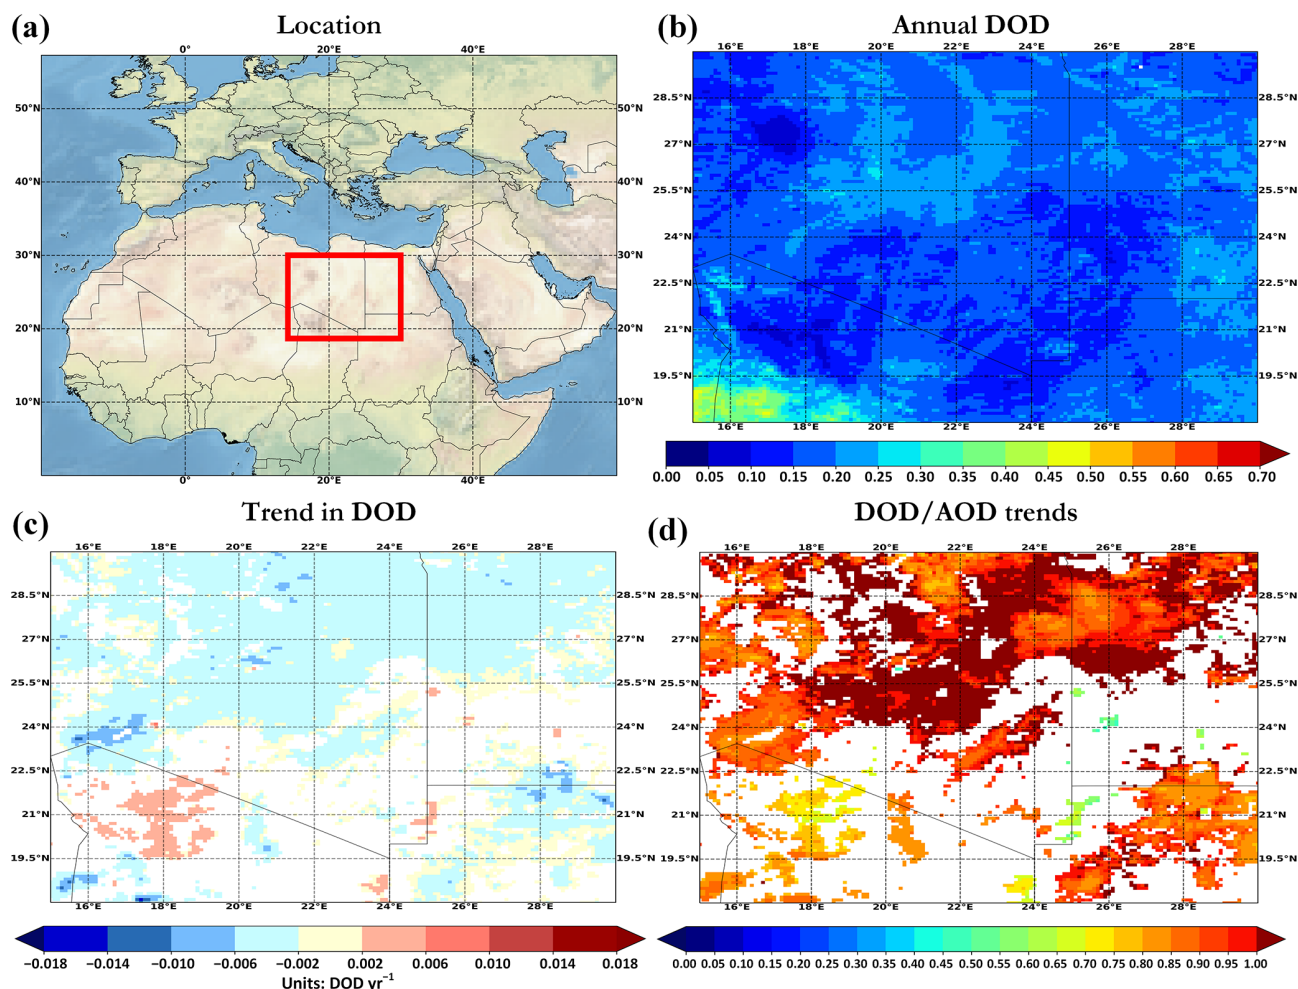 (a) Location
0° 20°E 40°E
50°N 50°N
40°N 40°N
30°N 30°N
20°N 20°N
10°N 10°N
0° 20°E 40°E
(b) Annual DOD
16°E 18°E 20°E 22°E 24°E 26°E 28°E
28.5°N 28.5°N
27°N 27°N
25.5°N 25.5°N
24°N 24°N
22.5°N 22.5°N
21°N 21°N
19.5°N 19.5°N
16°E 18°E 20°E 22°E 24°E 26°E 28°E
0.00 0.05 0.10 0.15 0.20 0.25 0.30 0.35 0.40 0.45 0.50 0.55 0.60 0.65 0.70
(c) Trend in DOD
16°E 18°E 20°E 22°E 24°E 26°E 28°E
28.5°N 28.5°N
27°N 27°N
25.5°N 25.5°N
24°N 24°N
22.5°N 22.5°N
21°N 21°N
19.5°N 19.5°N
16°E 18°E 20°E 22°E 24°E 26°E 28°E
−0.018 −0.014 −0.010 −0.006 −0.002 0.002 0.006 0.010 0.014 0.018
Units: DOD yr⁻¹
(d) DOD/AOD trends
16°E 18°E 20°E 22°E 24°E 26°E 28°E
28.5°N 28.5°N
27°N 27°N
25.5°N 25.5°N
24°N 24°N
22.5°N 22.5°N
21°N 21°N
19.5°N 19.5°N
16°E 18°E 20°E 22°E 24°E 26°E 28°E
0.00 0.05 0.10 0.15 0.20 0.25 0.30 0.35 0.40 0.45 0.50 0.55 0.60 0.65 0.70 0.75 0.80 0.85 0.90 0.95 1.00